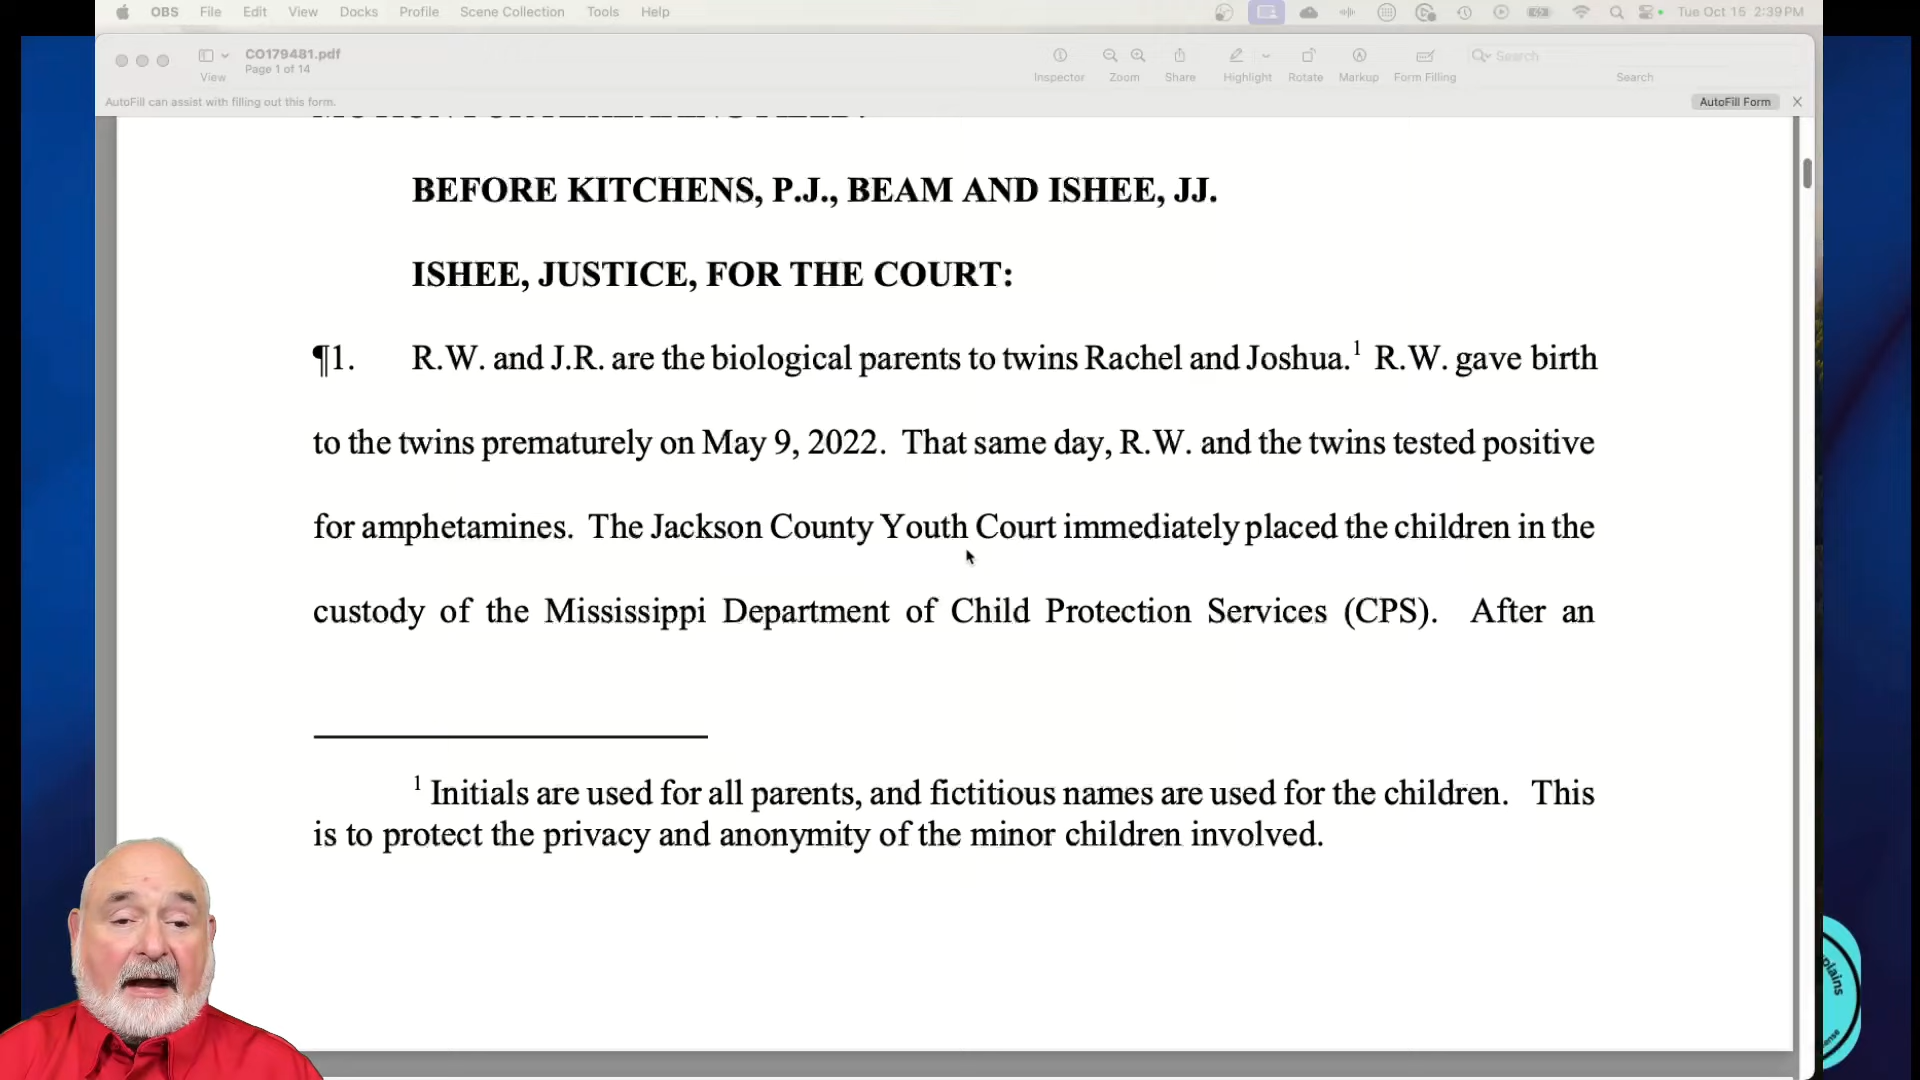 OBS File Edit View Docks Profile Scene Collection Tools Help Tue Oct 15 2:39 PM
CO179481.pdf
Page 1 of 14
View Inspector Zoom Share Highlight Rotate Markup Form Filling Search
Search
AutoFill can assist with filling out this form. AutoFill Form
BEFORE KITCHENS, P.J., BEAM AND ISHEE, JJ.
ISHEE, JUSTICE, FOR THE COURT:
¶1. R.W. and J.R. are the biological parents to twins Rachel and Joshua.¹ R.W. gave birth
to the twins prematurely on May 9, 2022. That same day, R.W. and the twins tested positive
for amphetamines. The Jackson County Youth Court immediately placed the children in the
custody of the Mississippi Department of Child Protection Services (CPS). After an
¹ Initials are used for all parents, and fictitious names are used for the children. This
is to protect the privacy and anonymity of the minor children involved.